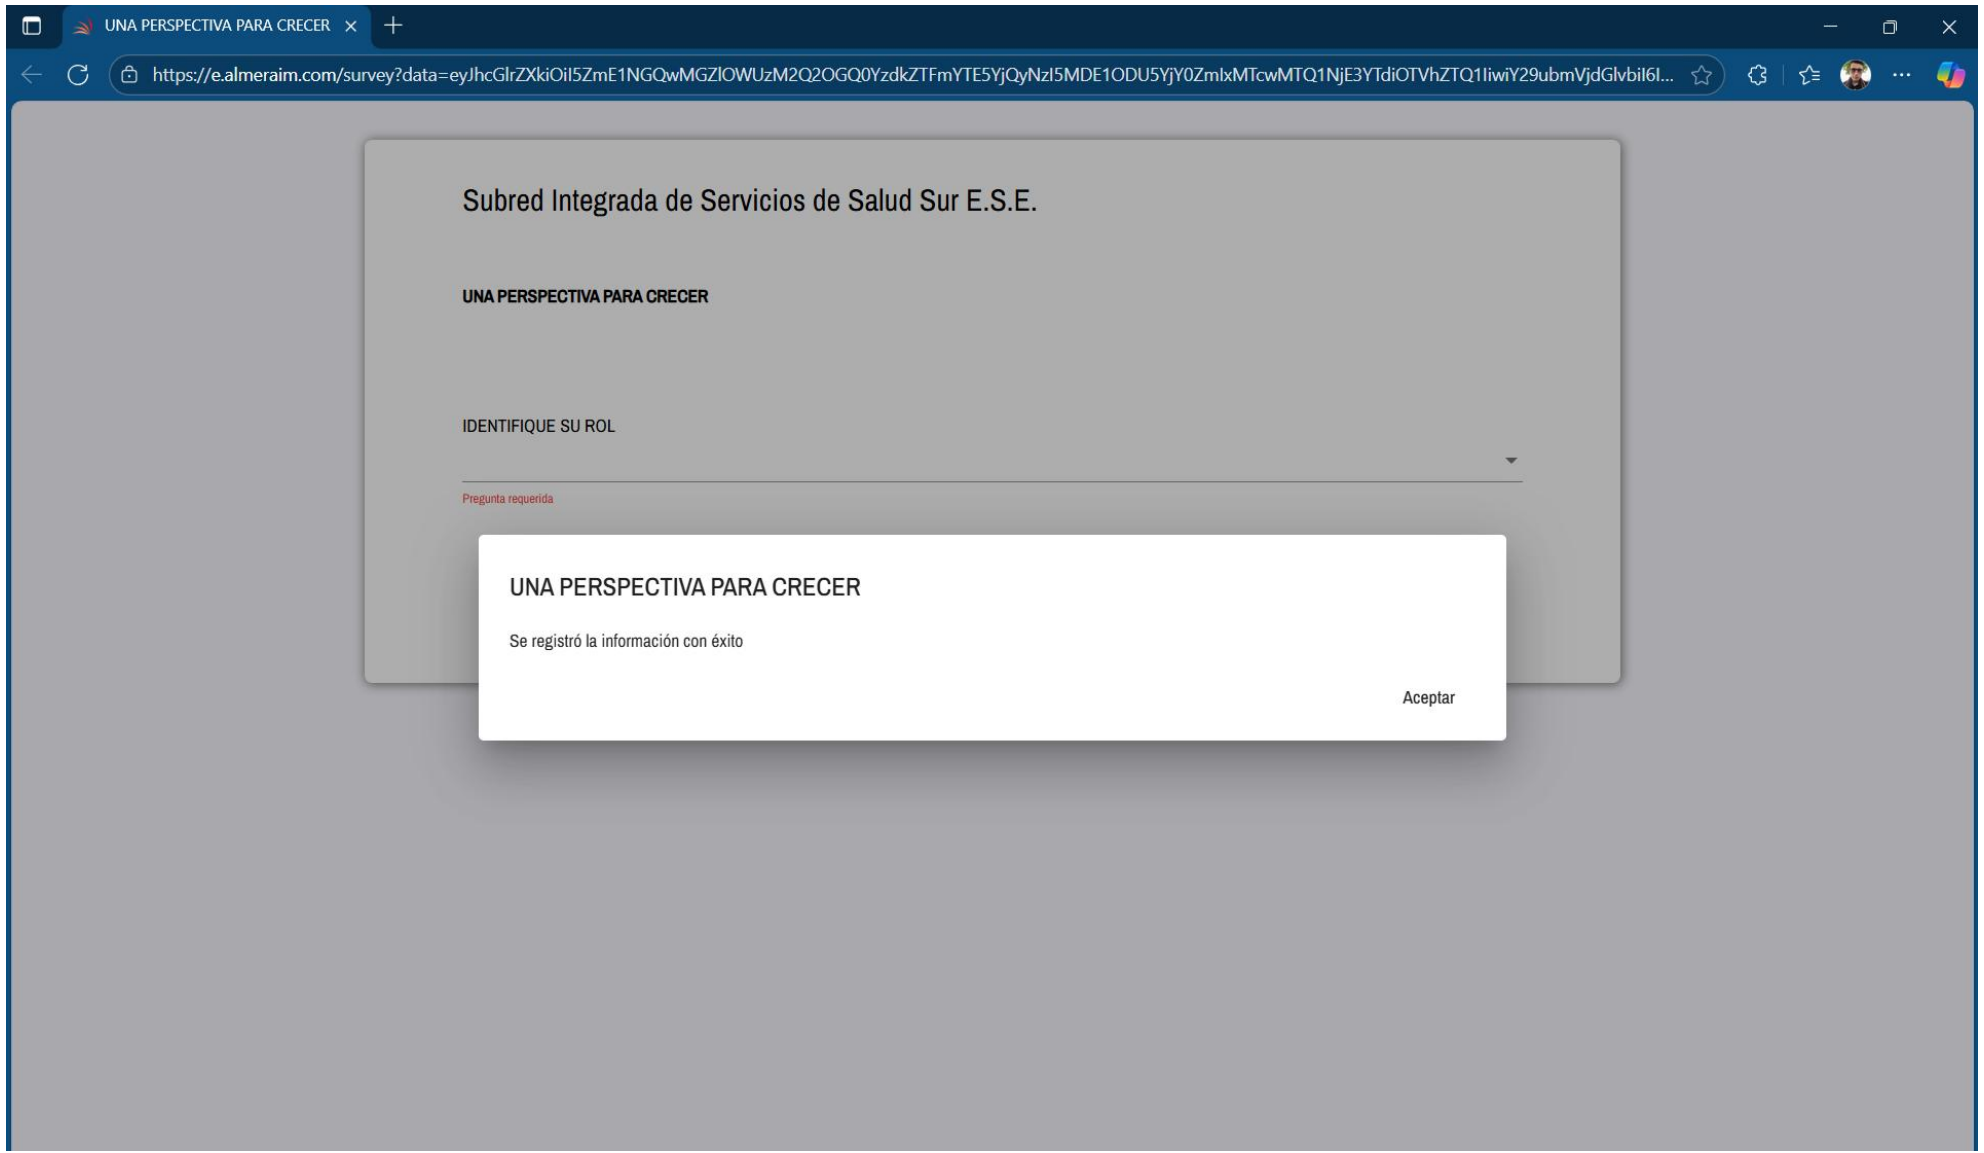 UNA PERSPECTIVA PARA CRECER
https://e.almeraim.com/survey?data=eyJhcGlrZXkiOiI5ZmE1NGQwMGZlOWUzM2Q2OGQ0YzdkZTFmYTE5YjQyNzI5MDE1ODU5YjY0ZmIxMTcwMTQ1NjE3YTdiOTVhZTQ1IiwiY29ubmVjdGlvbiI6I...
Subred Integrada de Servicios de Salud Sur E.S.E.
UNA PERSPECTIVA PARA CRECER
IDENTIFIQUE SU ROL
Pregunta requerida
UNA PERSPECTIVA PARA CRECER
Se registró la información con éxito
Aceptar